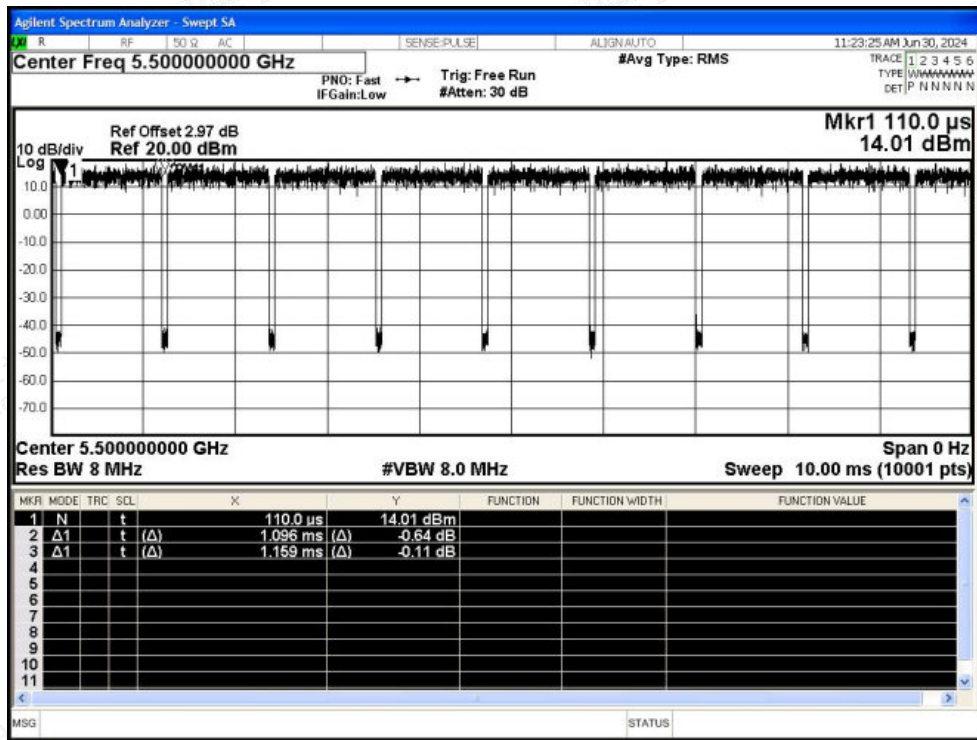 Agilent Spectrum Analyzer - Swept SA
LXI R RF 50 Ω AC SENSE:PULSE ALIGNAUTO 11:23:25 AM Jun 30, 2024
Center Freq 5.500000000 GHz #Avg Type: RMS TRACE 1 2 3 4 5 6
PNO: Fast Trig: Free Run TYPE WWWWWW
IFGain:Low #Atten: 30 dB DET P N N N N N
Mkr1 110.0 µs
Ref Offset 2.97 dB
10 dB/div Ref 20.00 dBm 14.01 dBm
Log
1
10.0
0.00
-10.0
-20.0
-30.0
-40.0
-50.0
-60.0
-70.0
Center 5.500000000 GHz Span 0 Hz
Res BW 8 MHz #VBW 8.0 MHz Sweep 10.00 ms (10001 pts)
MKR MODE TRC SCL X Y FUNCTION FUNCTION WIDTH FUNCTION VALUE
1 N t 110.0 µs 14.01 dBm
2 Δ1 t (Δ) 1.096 ms (Δ) -0.64 dB
3 Δ1 t (Δ) 1.159 ms (Δ) -0.11 dB
4
5
6
7
8
9
10
11
MSG STATUS